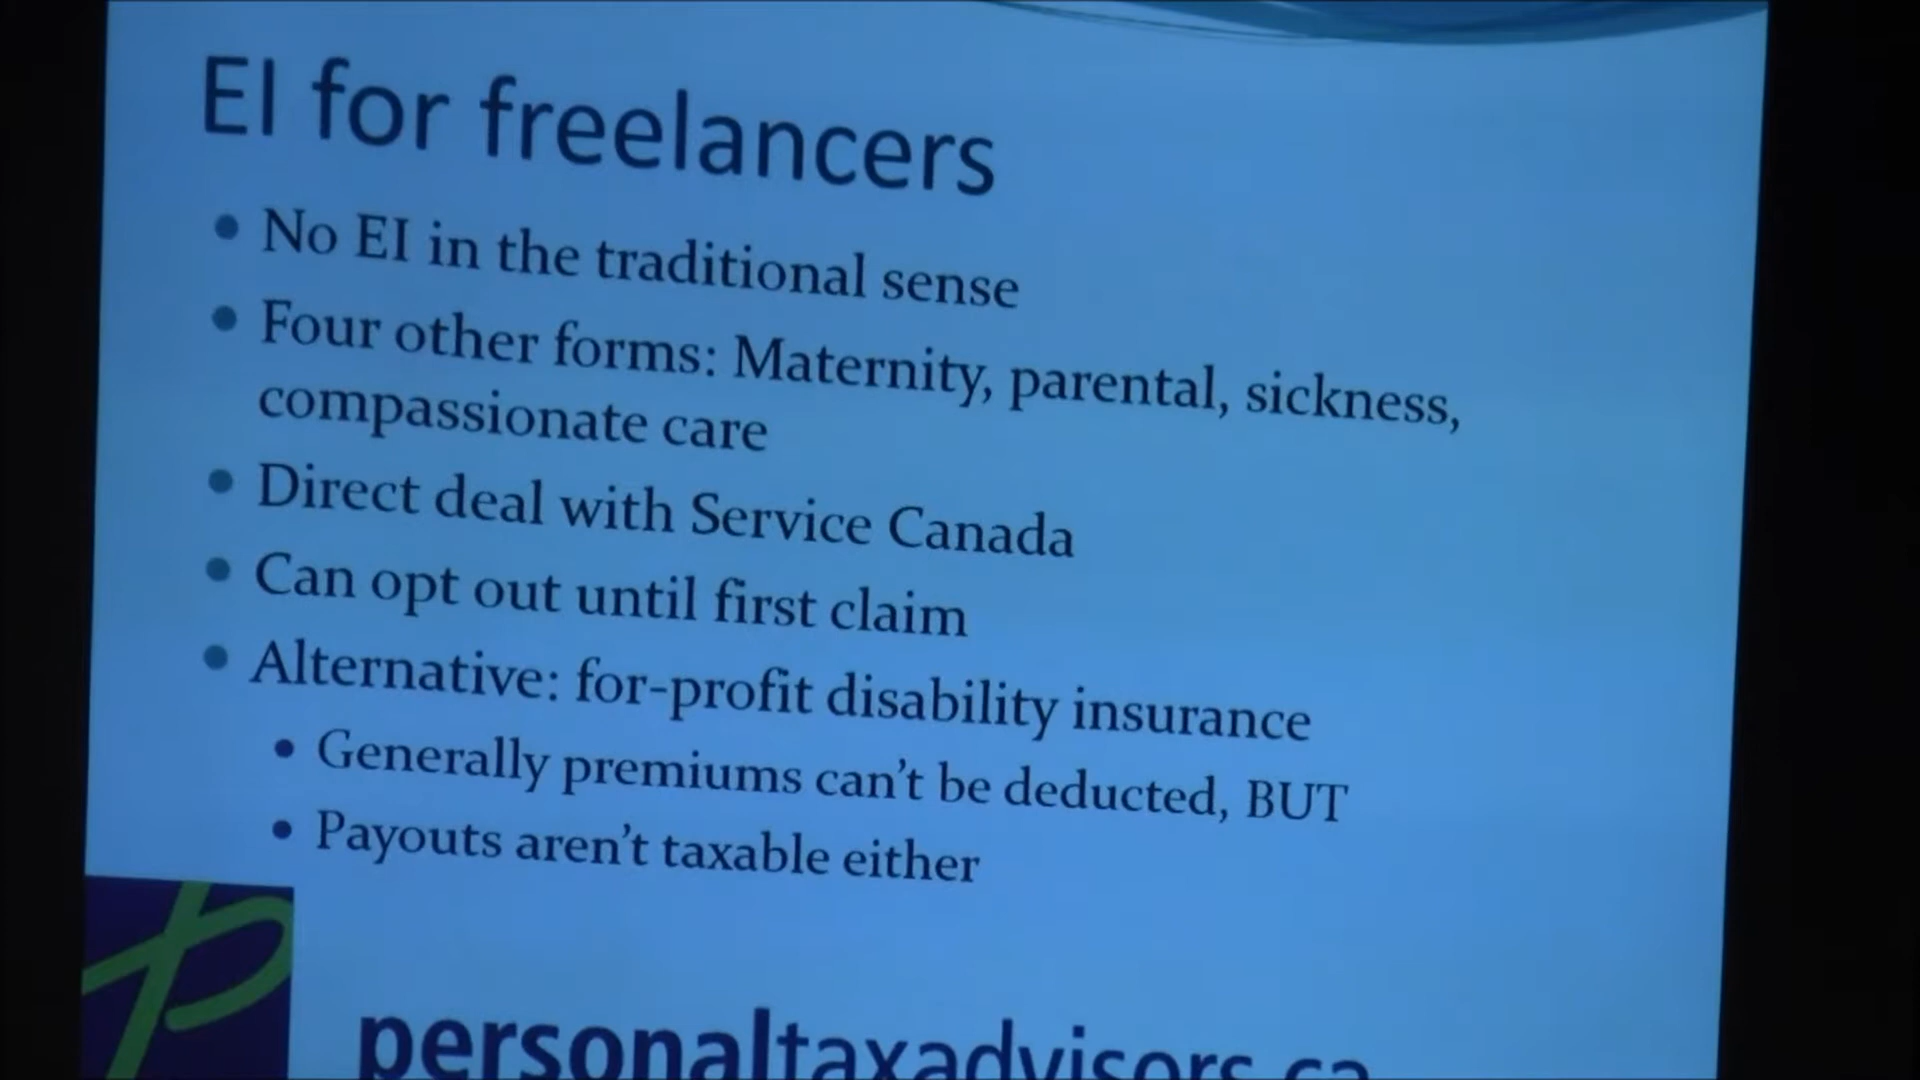 EI for freelancers
• No EI in the traditional sense
• Four other forms: Maternity, parental, sickness,
compassionate care
• Direct deal with Service Canada
• Can opt out until first claim
• Alternative: for-profit disability insurance
• Generally premiums can't be deducted, BUT
• Payouts aren't taxable either
personaltaxadvisors.ca